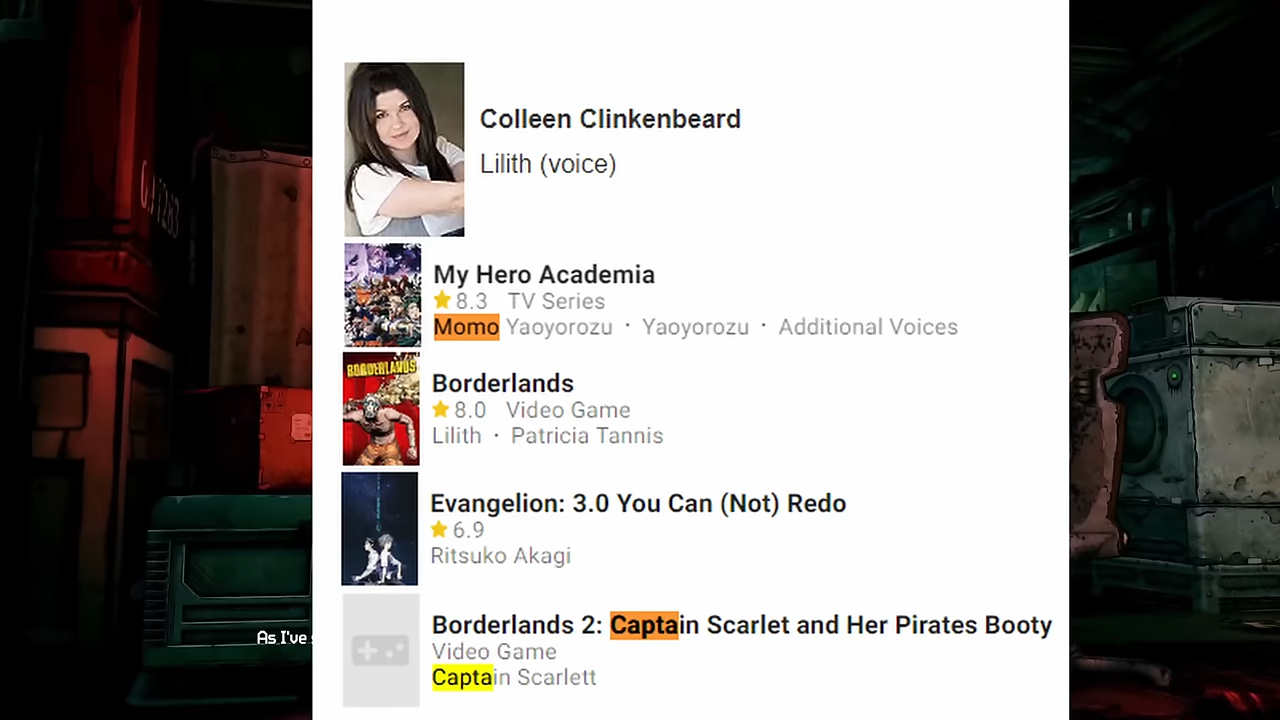 Colleen Clinkenbeard
Lilith (voice)
My Hero Academia
8.3 TV Series
Momo Yaoyorozu · Yaoyorozu · Additional Voices
BORDERLANDS
Borderlands
8.0 Video Game
Lilith · Patricia Tannis
Evangelion: 3.0 You Can (Not) Redo
6.9
Ritsuko Akagi
Borderlands 2: Captain Scarlet and Her Pirates Booty
Video Game
Captain Scarlett
As I've